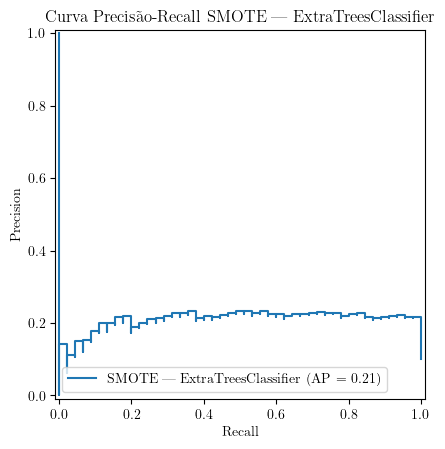 Curva Precisão-Recall SMOTE — ExtraTreesClassifier
1.0
0.8
0.6
0.4
0.2
0.0
Precision
SMOTE — ExtraTreesClassifier (AP = 0.21)
0.0 0.2 0.4 0.6 0.8 1.0
Recall